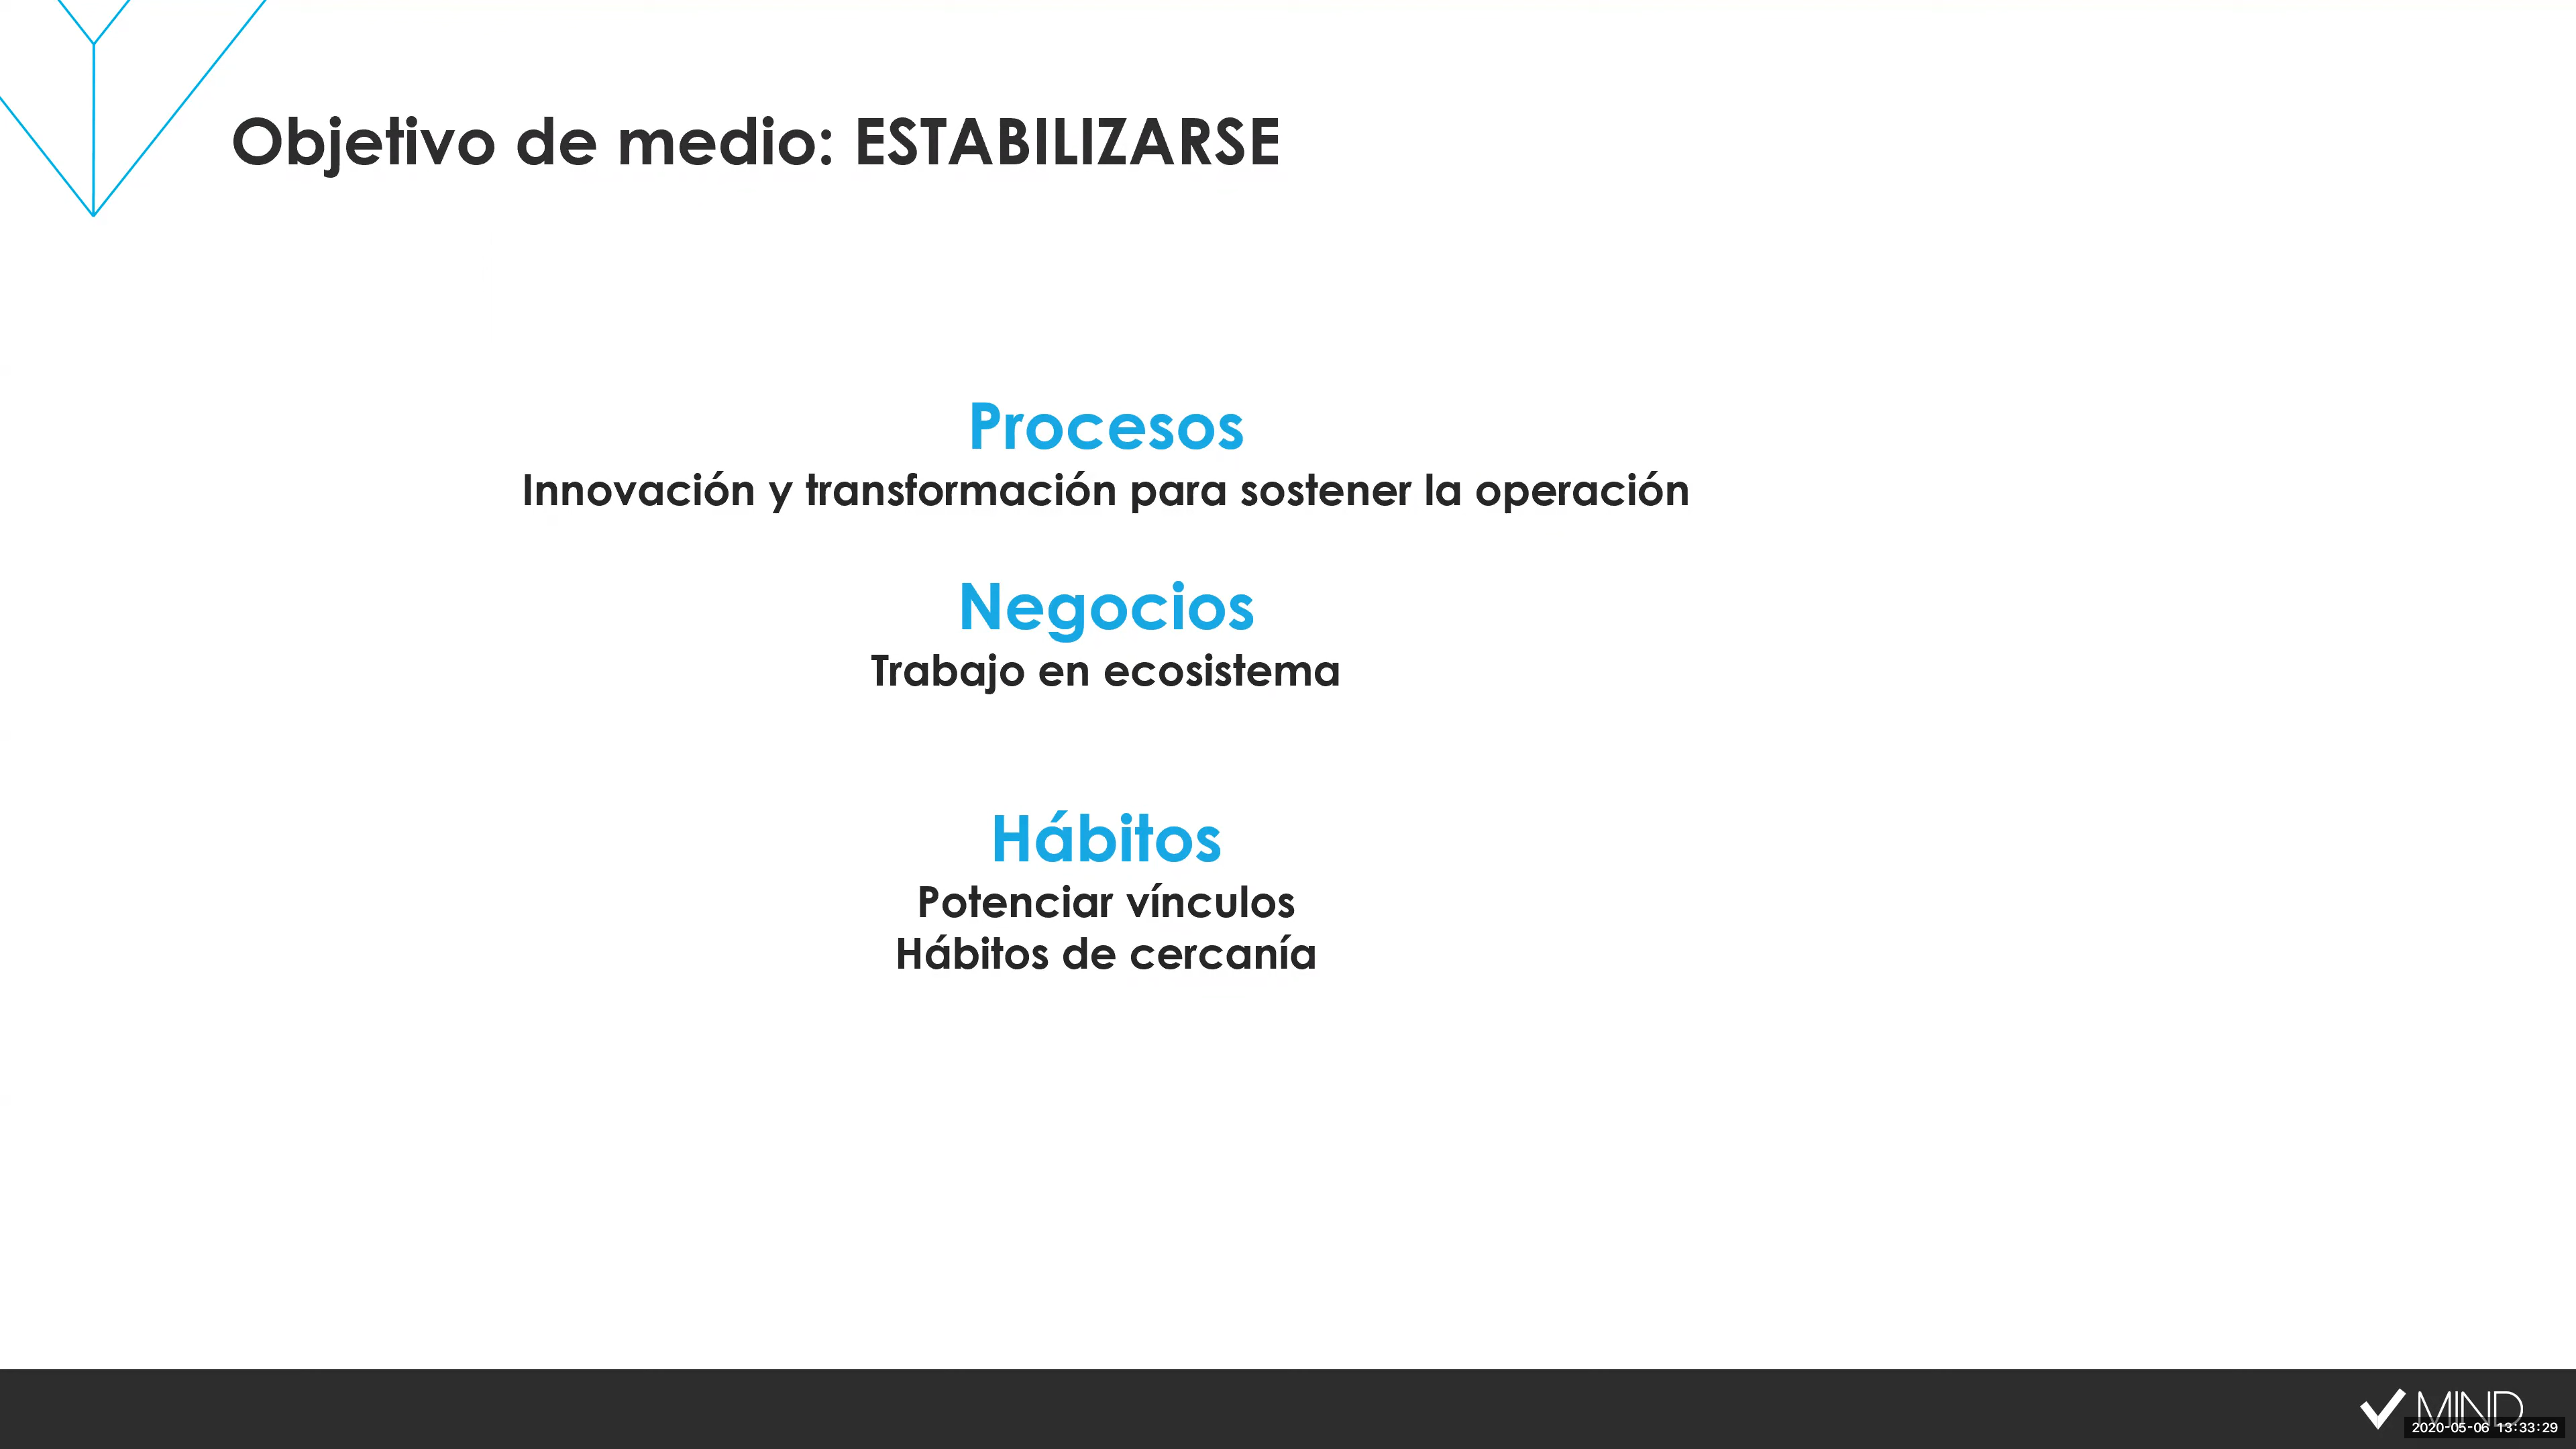 Objetivo de medio: ESTABILIZARSE
Procesos
Innovación y transformación para sostener la operación
Negocios
Trabajo en ecosistema
Hábitos
Potenciar vínculos
Hábitos de cercanía
MIND
2020-05-06 13:33:29